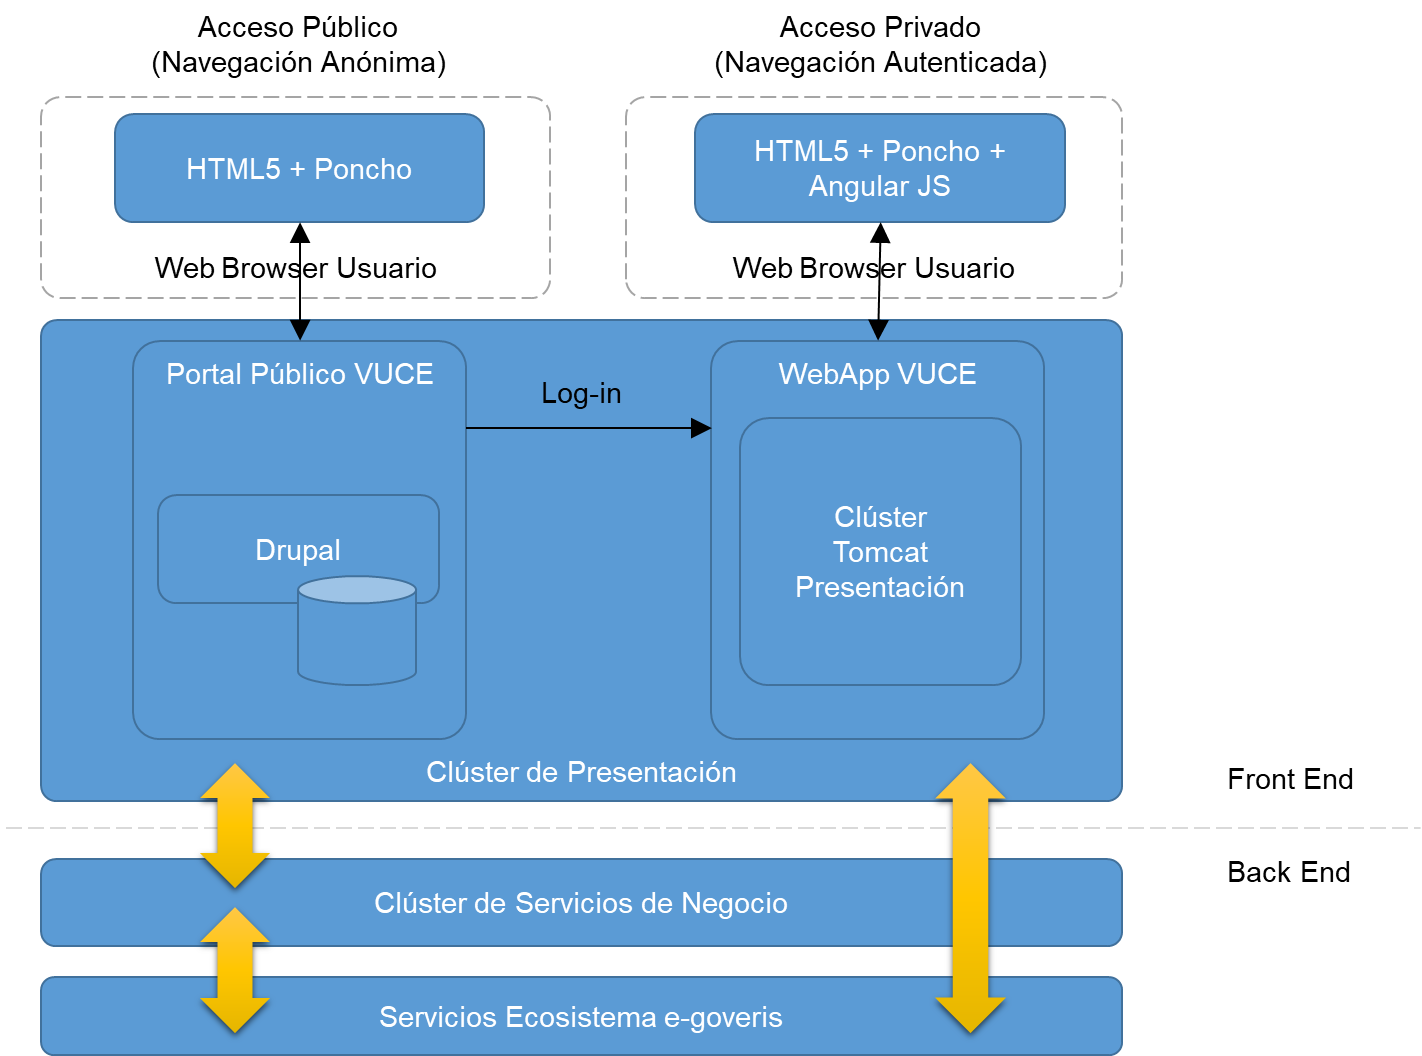 Acceso Público
(Navegación Anónima)
Acceso Privado
(Navegación Autenticada)
HTML5 + Poncho
HTML5 + Poncho +
Angular JS
Web Browser Usuario
Web Browser Usuario
Portal Público VUCE
Log-in
WebApp VUCE
Drupal
Clúster
Tomcat
Presentación
Clúster de Presentación
Front End
Back End
Clúster de Servicios de Negocio
Servicios Ecosistema e-goveris